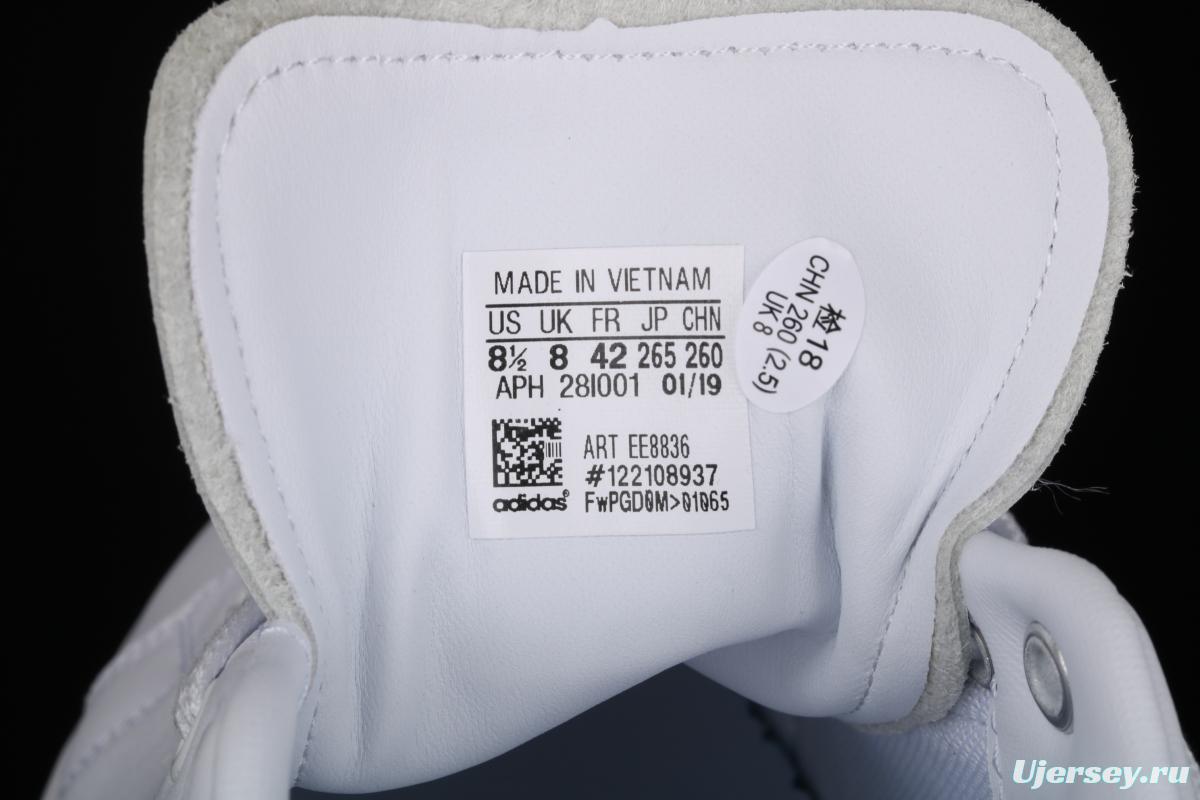 MADE IN VIETNAM
US UK FR JP CHN
8½ 8 42 265 260
APH 28I001 01/19
ART EE8836
#122108937
adidas® FwPGD0M>01065
检18
CHN 260 (2.5)
UK 8
Ujersey.ru